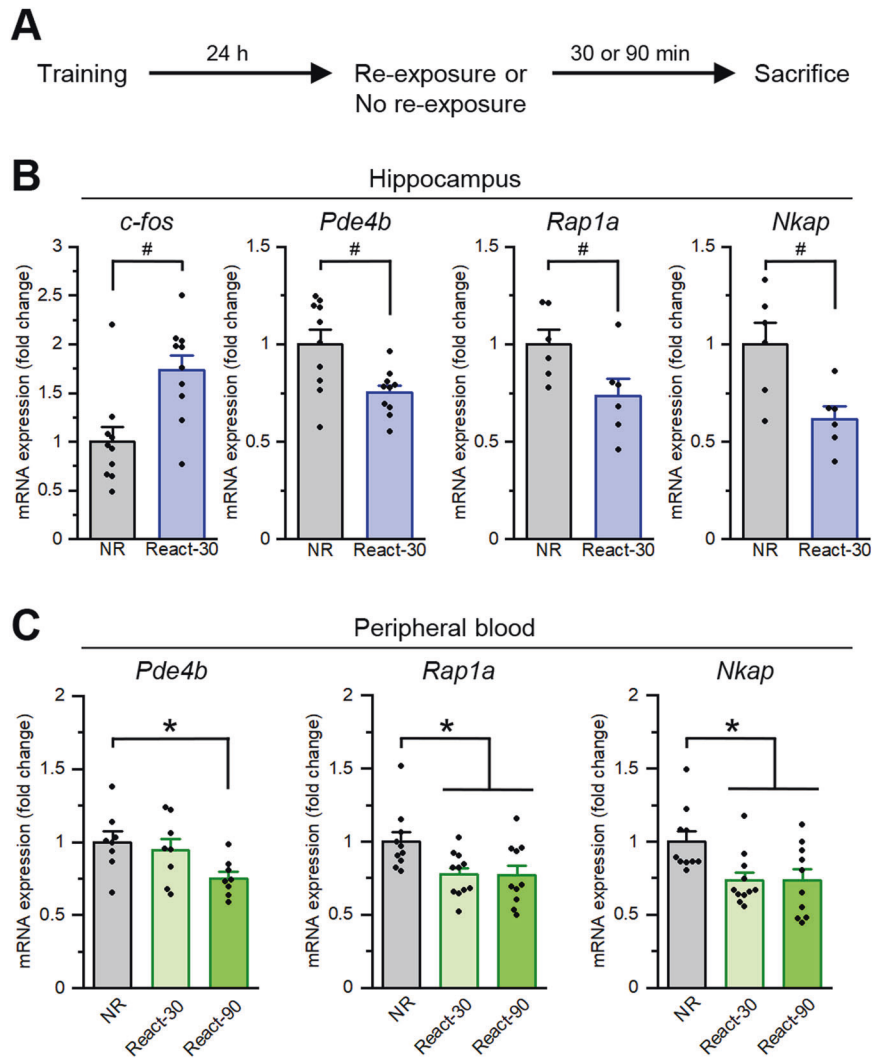 A
Training
24 h
Re-exposure or
No re-exposure
30 or 90 min
Sacrifice
B
Hippocampus
c-fos
Pde4b
Rap1a
Nkap
mRNA expression (fold change)
3
2.5
2
1.5
1
0.5
0
#
NR
React-30
mRNA expression (fold change)
1.5
1
0.5
0
#
NR
React-30
mRNA expression (fold change)
1.5
1
0.5
0
#
NR
React-30
mRNA expression (fold change)
1.5
1
0.5
0
#
NR
React-30
C
Peripheral blood
Pde4b
Rap1a
Nkap
mRNA expression (fold change)
2
1.5
1
0.5
0
*
NR
React-30
React-90
mRNA expression (fold change)
2
1.5
1
0.5
0
*
NR
React-30
React-90
mRNA expression (fold change)
2
1.5
1
0.5
0
*
NR
React-30
React-90